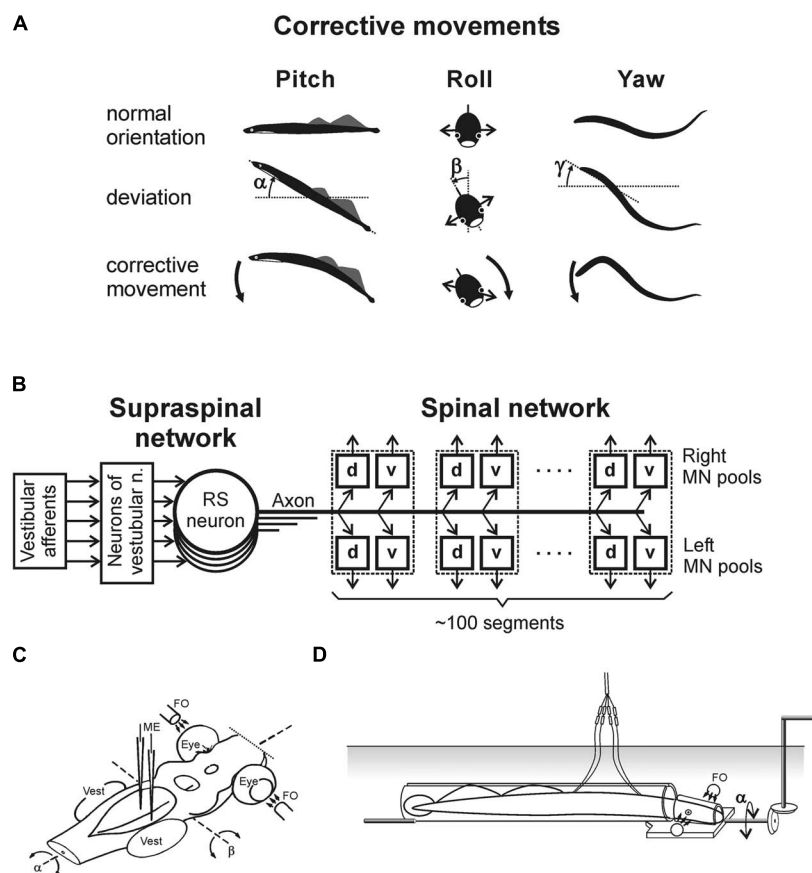 A
Corrective movements
Pitch Roll Yaw
normal
orientation
deviation
α
β
γ
corrective
movement
B
Supraspinal
network
Spinal network
Vestibular
afferents
Neurons of
vestubular n.
RS
neuron
Axon
d v d v d v
Right
MN pools
d v d v d v
Left
MN pools
~100 segments
C
FO
ME
Eye
Vest
Eye
FO
Vest
α
β
D
FO
α